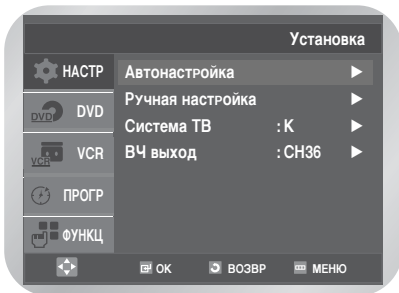 Установка
НАСТР
Автонастройка
DVD DVD
Ручная настройка
Система ТВ : K
VCR VCR
ВЧ выход : CH36
ПРОГР
ФУНКЦ
OK ВОЗВР МЕНЮ